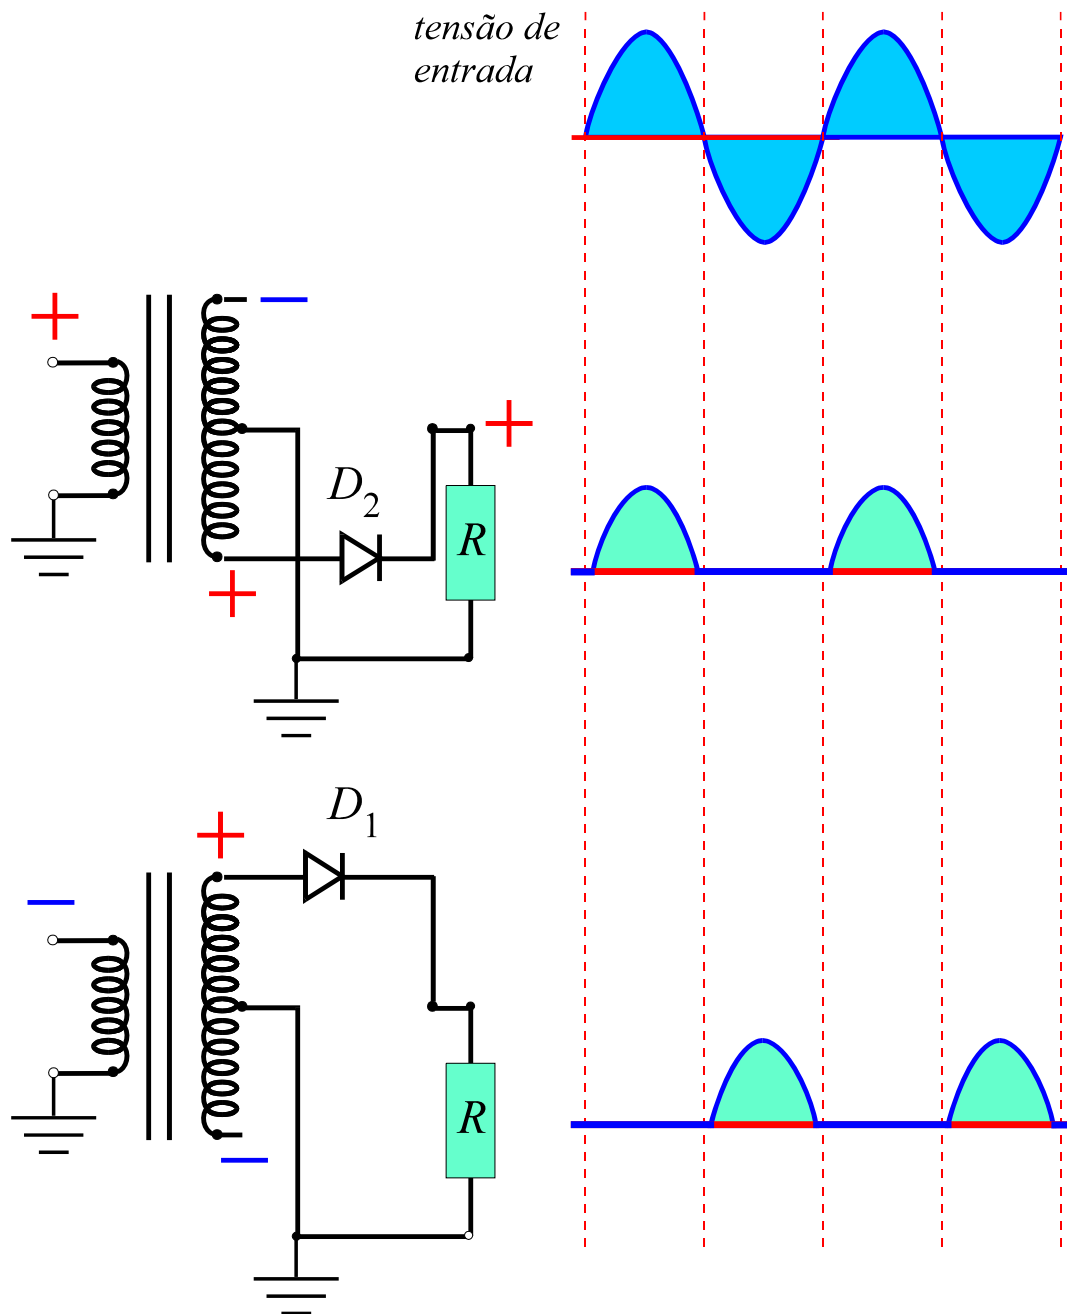 tensão de
entrada
+
−
+
D2
R
+
D1
+
−
R
−